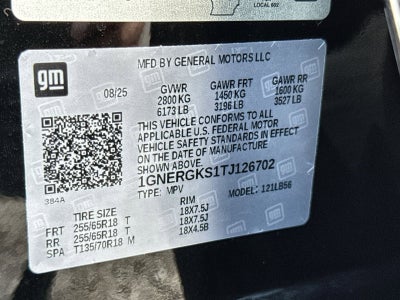 LOCAL 602
gm
MFD BY GENERAL MOTORS LLC
08/25 GVWR GAWR FRT GAWR RR
2800 KG 1450 KG 1600 KG
6173 LB 3196 LB 3527 LB
THIS VEHICLE CONFORMS TO ALL
APPLICABLE U.S. FEDERAL MOTOR
VEHICLE SAFETY STANDARDS IN EFFECT
ON THE DATE OF MANUFACTURE
1GNERGKS1TJ126702
384A TYPE: MPV MODEL: 121LB56
TIRE SIZE RIM
FRT 255/65R18 T 18X7.5J
RR 255/65R18 T 18X7.5J
SPA T135/70R18 M 18X4.5B